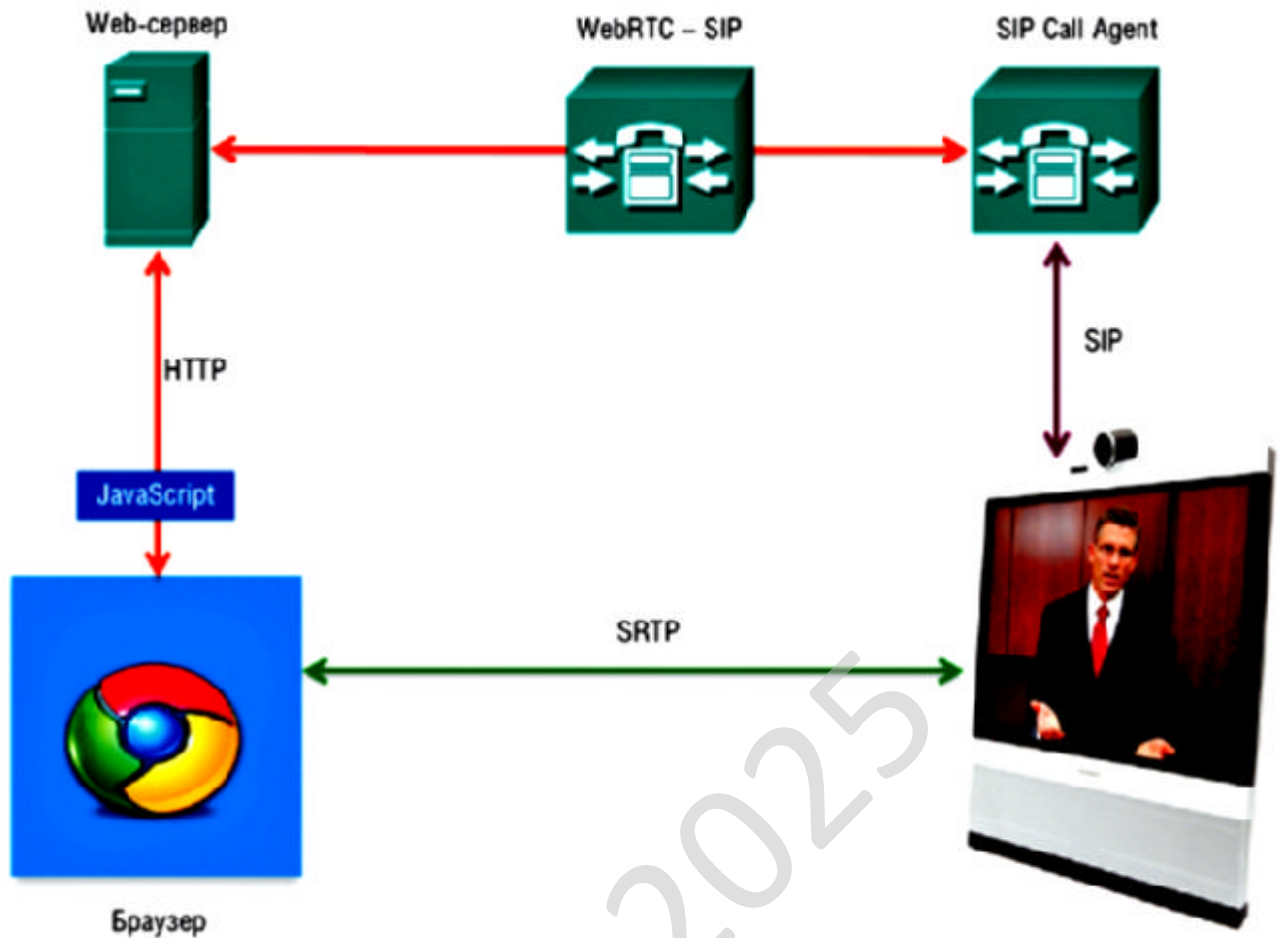 Web-сервер
WebRTC – SIP
SIP Call Agent
HTTP
SIP
JavaScript
SRTP
Браузер
2025